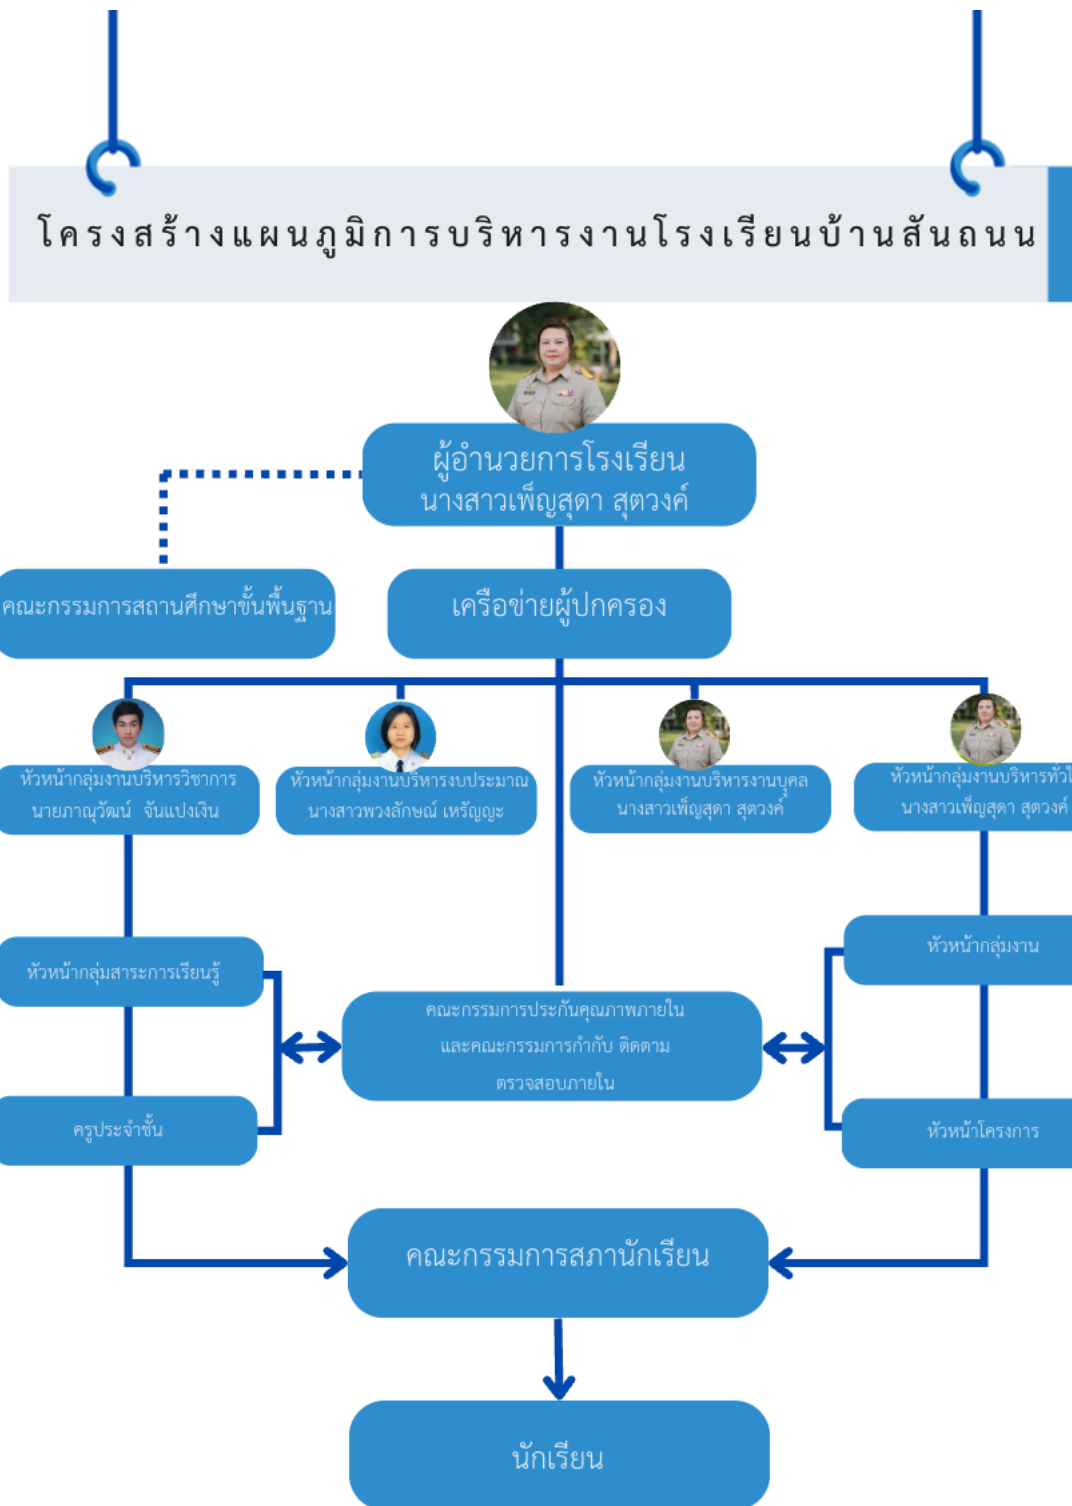 โครงสร้างแผนภูมิการบริหารงานโรงเรียนบ้านสันถนน
ผู้อำนวยการโรงเรียน
นางสาวเพ็ญสุดา สุตวงค์
คณะกรรมการสถานศึกษาขั้นพื้นฐาน
เครือข่ายผู้ปกครอง
หัวหน้ากลุ่มงานบริหารวิชาการ
นายภาณุวัฒน์ จันแปงเงิน
หัวหน้ากลุ่มงานบริหารงบประมาณ
นางสาวพวงลักษณ์ เหรัญญะ
หัวหน้ากลุ่มงานบริหารงานบุคล
นางสาวเพ็ญสุดา สุตวงค์
หัวหน้ากลุ่มงานบริหารทั่วไ
นางสาวเพ็ญสุดา สุตวงค์
หัวหน้ากลุ่มสาระการเรียนรู้
หัวหน้ากลุ่มงาน
คณะกรรมการประกันคุณภาพภายใน
และคณะกรรมการกำกับ ติดตาม
ตรวจสอบภายใน
ครูประจำชั้น
หัวหน้าโครงการ
คณะกรรมการสภานักเรียน
นักเรียน